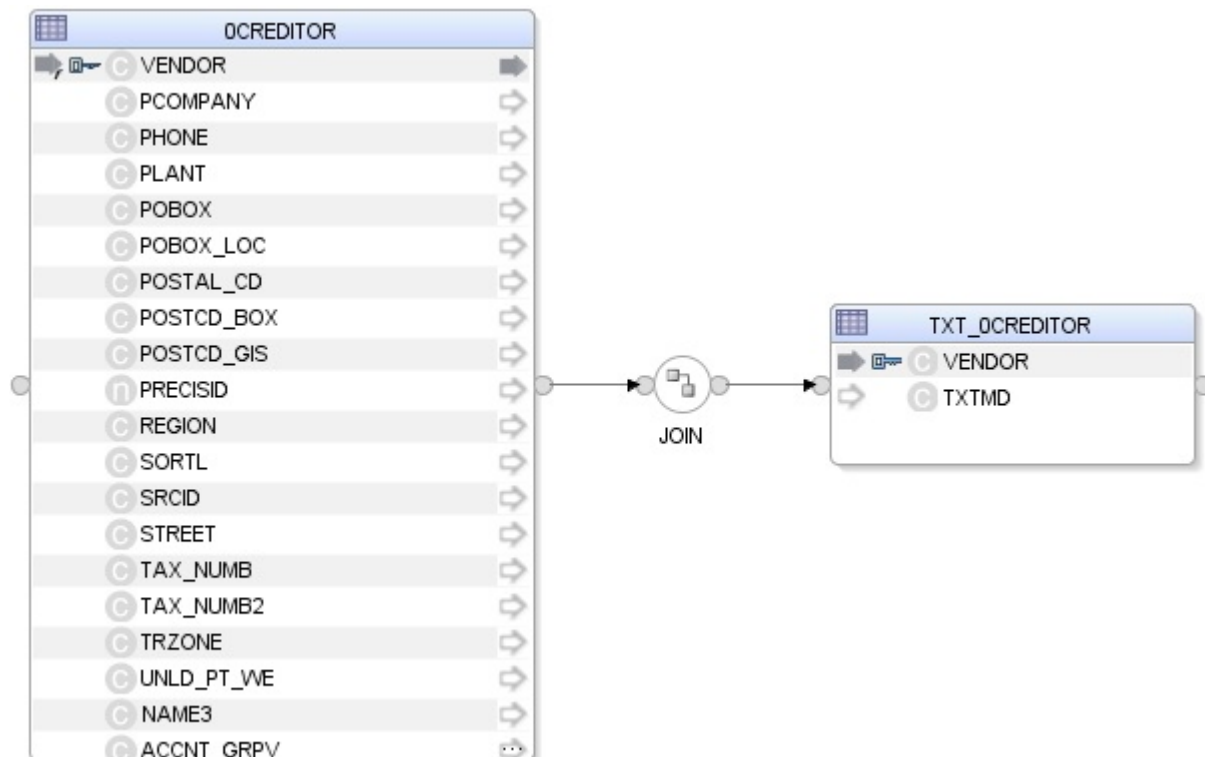 0CREDITOR
VENDOR
PCOMPANY
PHONE
PLANT
POBOX
POBOX_LOC
POSTAL_CD
POSTCD_BOX
POSTCD_GIS
PRECISID
REGION
SORTL
SRCID
STREET
TAX_NUMB
TAX_NUMB2
TRZONE
UNLD_PT_WE
NAME3
ACCNT_GRPV
JOIN
TXT_0CREDITOR
VENDOR
TXTMD